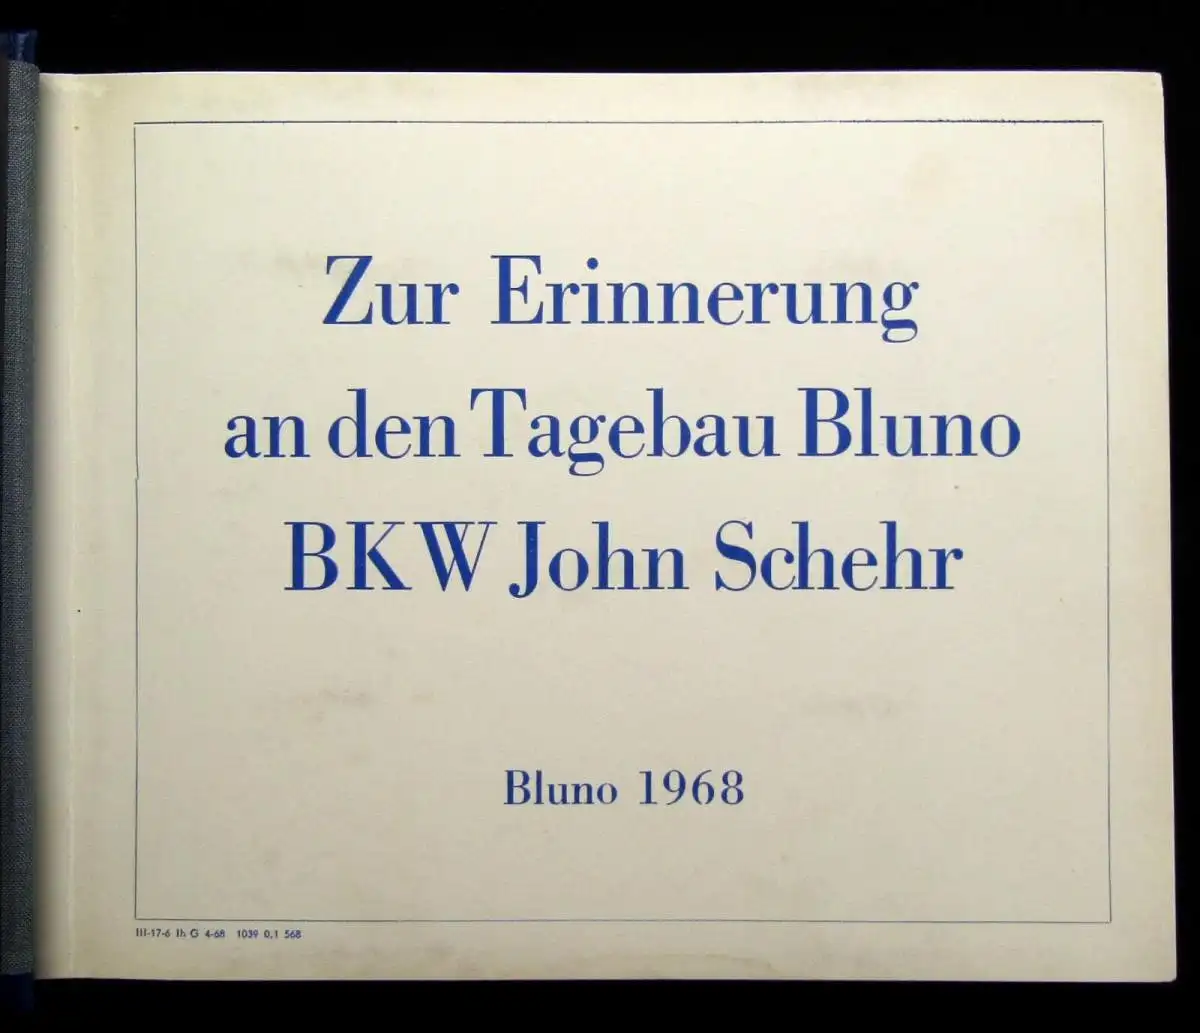 Zur Erinnerung
an den Tagebau Bluno
BKW John Schehr
Bluno 1968
III-17-6 Ih G 4-68 1039 0,1 568